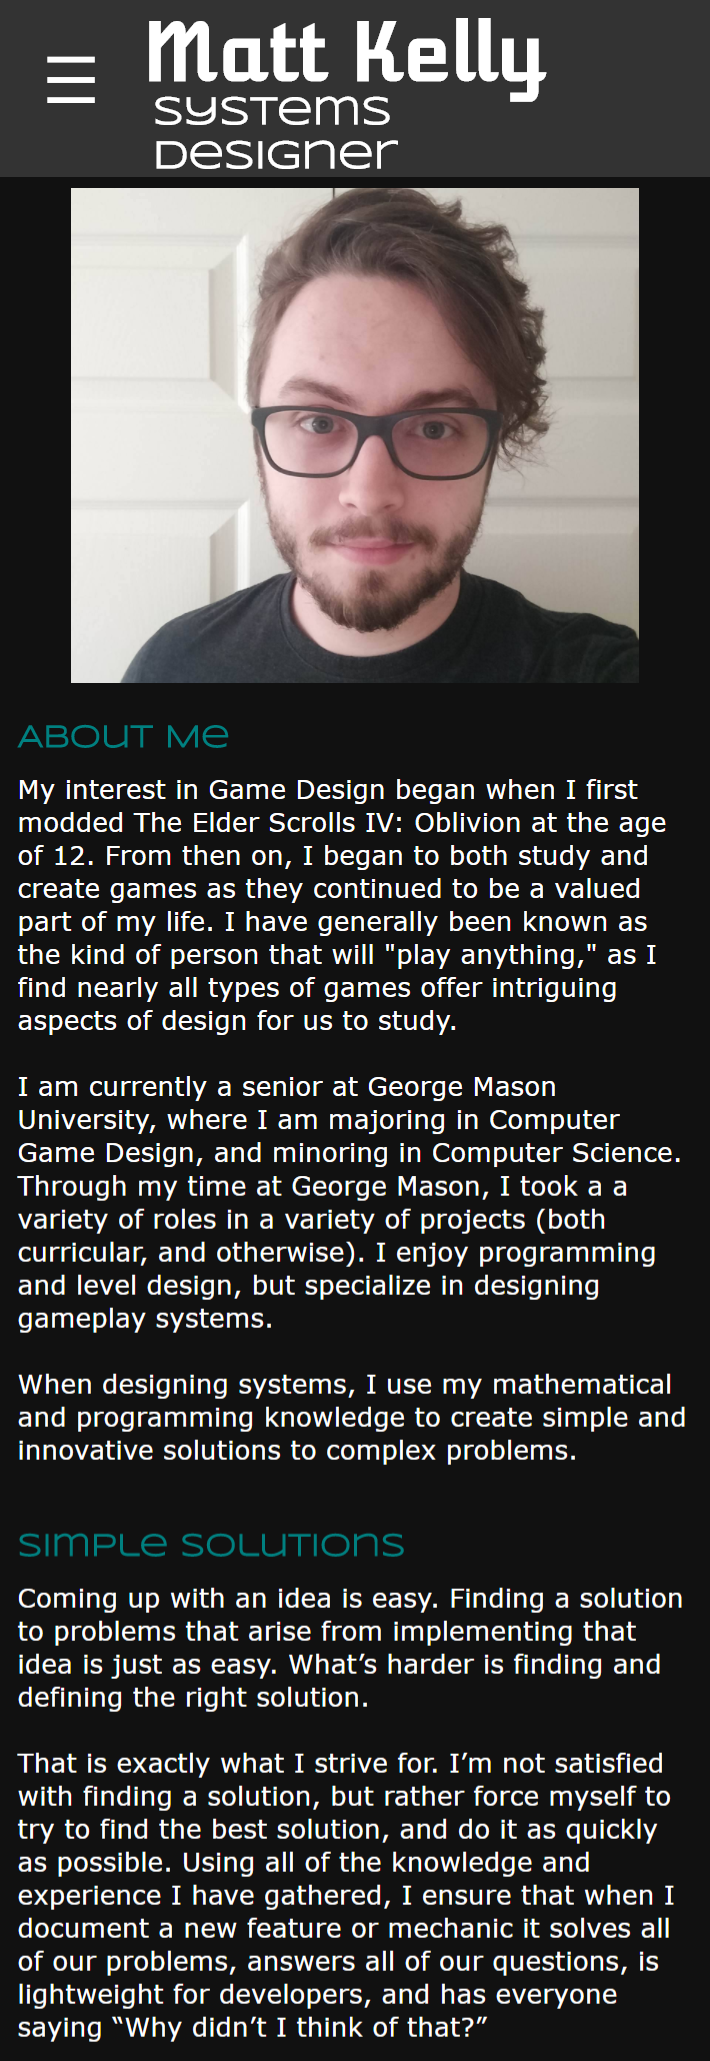 Matt Kelly
Systems
Designer
About Me
My interest in Game Design began when I first
modded The Elder Scrolls IV: Oblivion at the age
of 12. From then on, I began to both study and
create games as they continued to be a valued
part of my life. I have generally been known as
the kind of person that will "play anything," as I
find nearly all types of games offer intriguing
aspects of design for us to study.
I am currently a senior at George Mason
University, where I am majoring in Computer
Game Design, and minoring in Computer Science.
Through my time at George Mason, I took a a
variety of roles in a variety of projects (both
curricular, and otherwise). I enjoy programming
and level design, but specialize in designing
gameplay systems.
When designing systems, I use my mathematical
and programming knowledge to create simple and
innovative solutions to complex problems.
Simple Solutions
Coming up with an idea is easy. Finding a solution
to problems that arise from implementing that
idea is just as easy. What’s harder is finding and
defining the right solution.
That is exactly what I strive for. I’m not satisfied
with finding a solution, but rather force myself to
try to find the best solution, and do it as quickly
as possible. Using all of the knowledge and
experience I have gathered, I ensure that when I
document a new feature or mechanic it solves all
of our problems, answers all of our questions, is
lightweight for developers, and has everyone
saying “Why didn’t I think of that?”